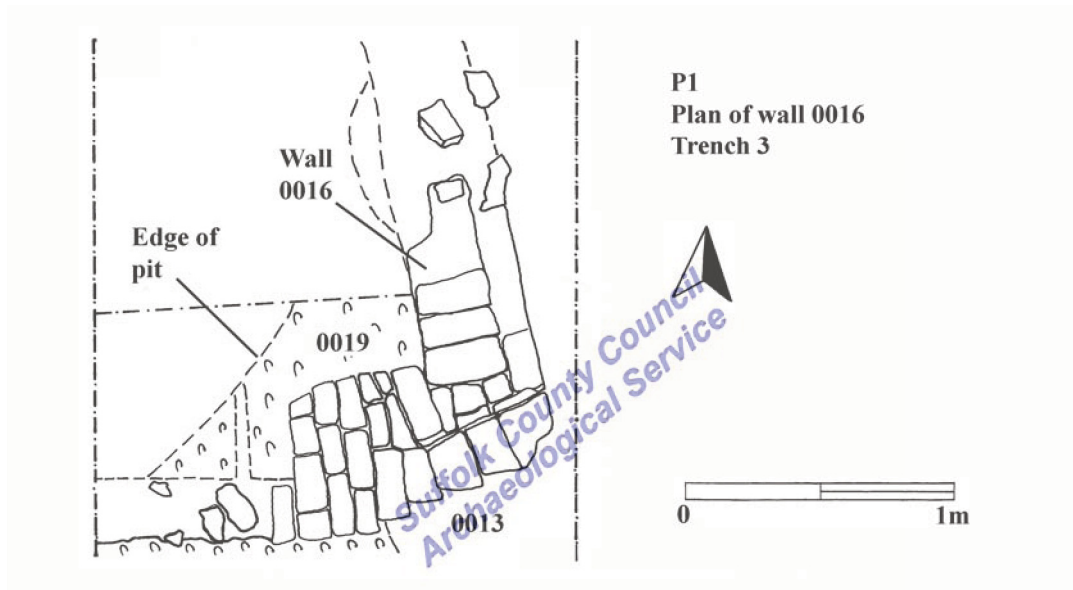 P1
Plan of wall 0016
Trench 3
Wall
0016
Edge of
pit
0019
0013
Suffolk County Council
Archaeological Service
0 1m